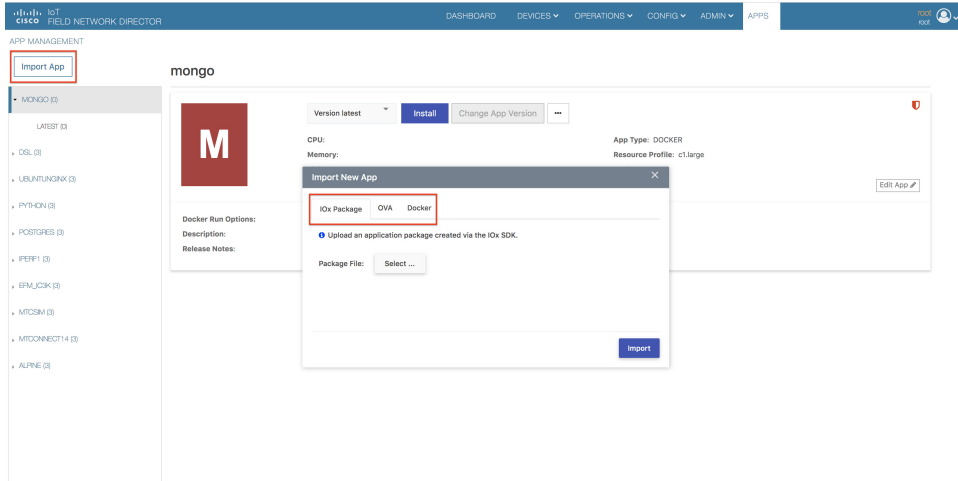 CISCO IoT
FIELD NETWORK DIRECTOR
DASHBOARD DEVICES OPERATIONS CONFIG ADMIN APPS
root
root
APP MANAGEMENT
Import App
MONGO (0)
LATEST (0)
DSL (3)
UBUNTUNGINX (3)
PYTHON (3)
POSTGRES (3)
IPERF1 (3)
EFM_IC3K (3)
MTCSIM (3)
MTCONNECT14 (3)
ALPINE (3)
mongo
M
Version latest Install Change App Version ...
CPU: App Type: DOCKER
Memory: Resource Profile: c1.large
Edit App
Docker Run Options:
Description:
Release Notes:
Import New App
IOx Package OVA Docker
Upload an application package created via the IOx SDK.
Package File: Select ...
Import